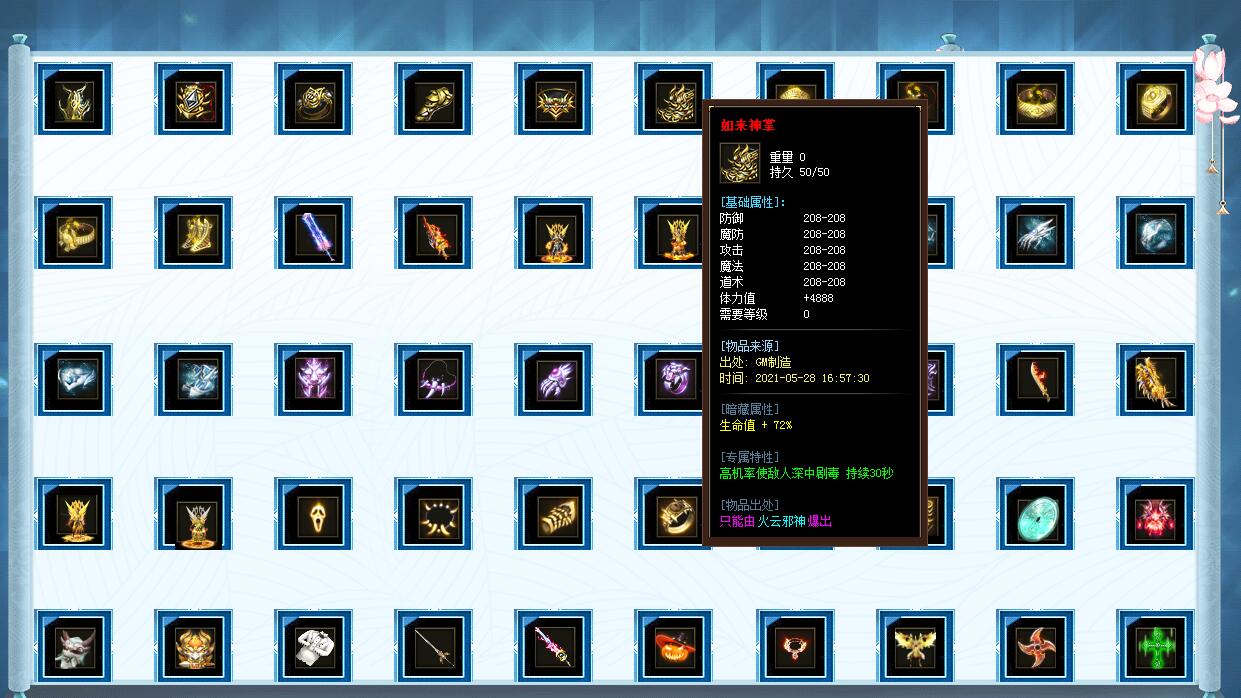 如来神掌
重量 0
持久 50/50
[基础属性]:
防御 208-208
魔防 208-208
攻击 208-208
魔法 208-208
道术 208-208
体力值 +4888
需要等级 0
[物品来源]
出处: GM制造
时间: 2021-05-28 16:57:30
[暗藏属性]
生命值 + 72%
[专属特性]
高机率使敌人深中剧毒 持续30秒
[物品出处]
只能由火云邪神爆出